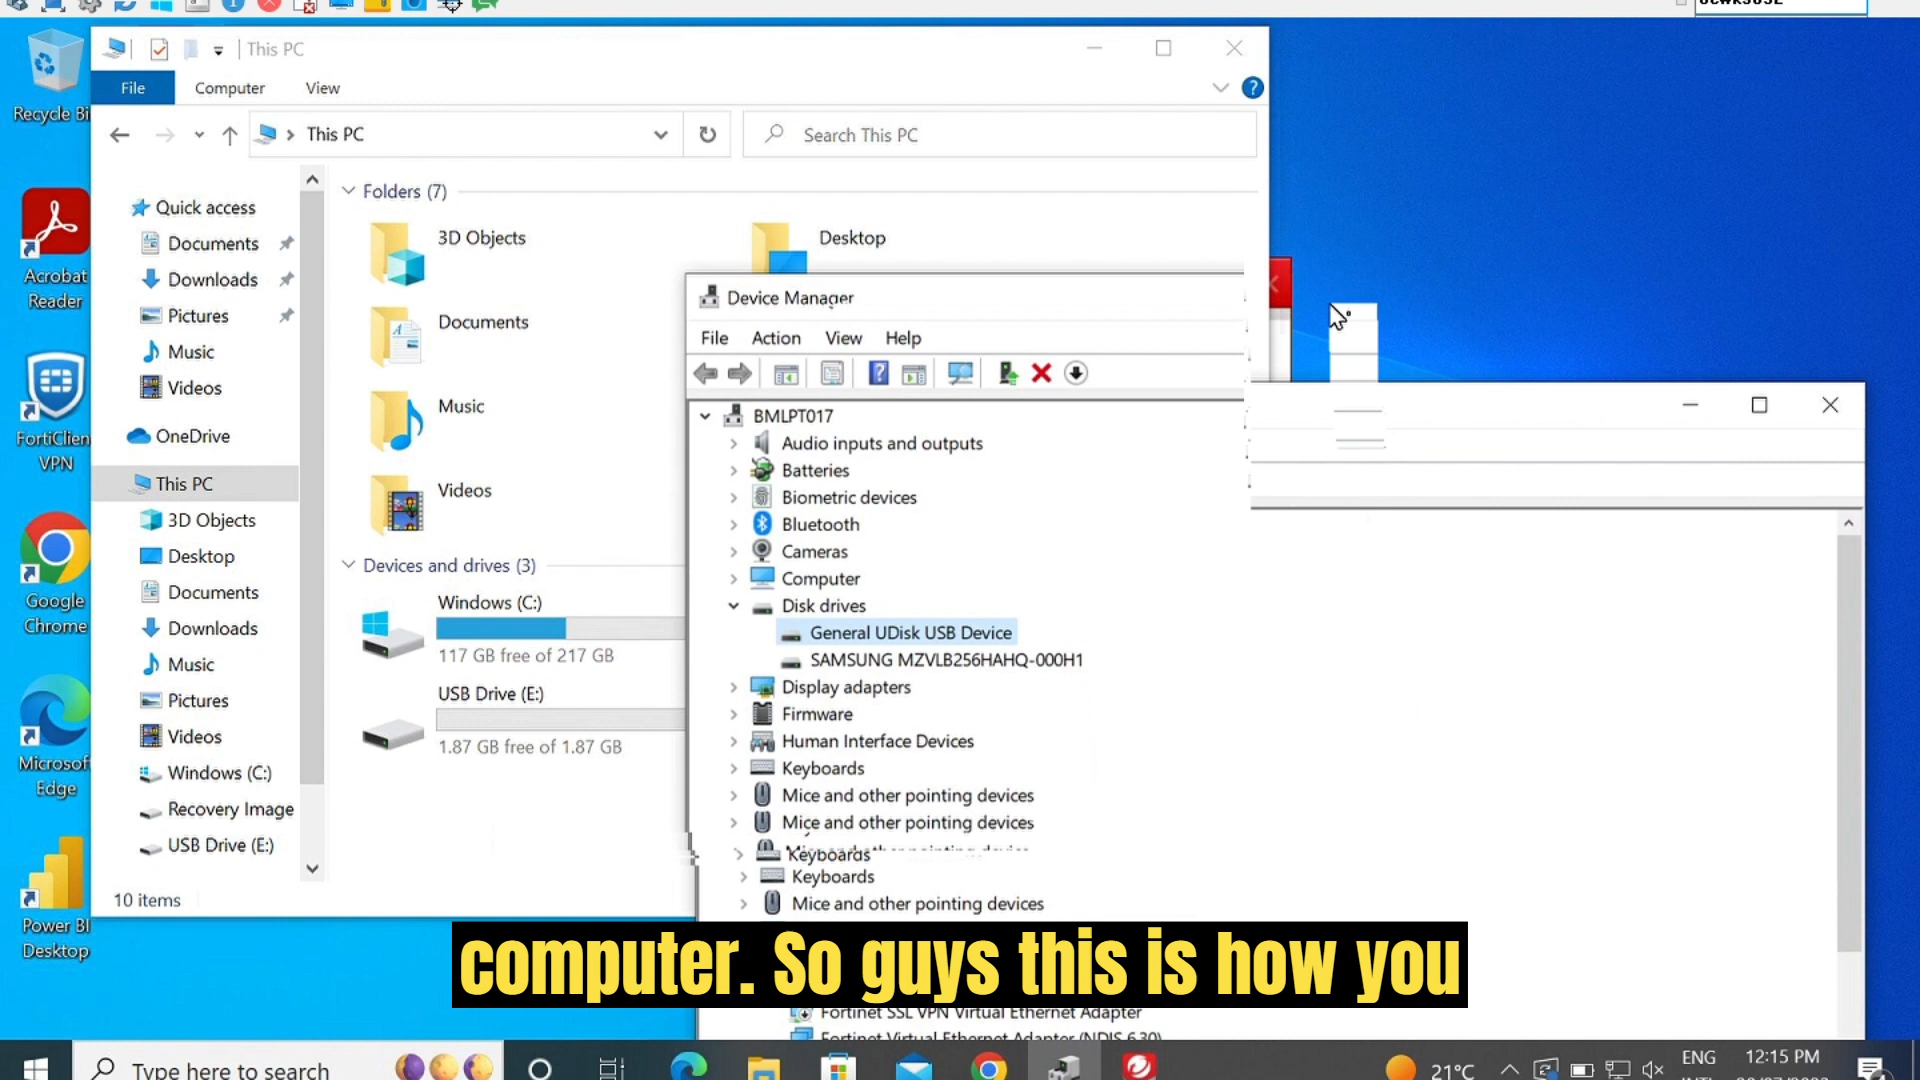 This PC
File
Computer
View
This PC
Search This PC
Recycle Bi
Acrobat
Reader
FortiClien
VPN
Google
Chrome
Microsof
Edge
Power BI
Desktop
Quick access
Documents
Downloads
Pictures
Music
Videos
OneDrive
This PC
3D Objects
Desktop
Documents
Downloads
Music
Pictures
Videos
Windows (C:)
Recovery Image
USB Drive (E:)
10 items
Folders (7)
3D Objects
Desktop
Documents
Music
Videos
Devices and drives (3)
Windows (C:)
117 GB free of 217 GB
USB Drive (E:)
1.87 GB free of 1.87 GB
Device Manager
File Action View Help
BMLPT017
Audio inputs and outputs
Batteries
Biometric devices
Bluetooth
Cameras
Computer
Disk drives
General UDisk USB Device
SAMSUNG MZVLB256HAHQ-000H1
Display adapters
Firmware
Human Interface Devices
Keyboards
Mice and other pointing devices
Mice and other pointing devices
Keyboards
Keyboards
Mice and other pointing devices
computer. So guys this is how you
Fortinet SSL VPN Virtual Ethernet Adapter
Fortinet Virtual Ethernet Adapter (NDIS 6.30)
Type here to search
21°C
ENG
12:15 PM